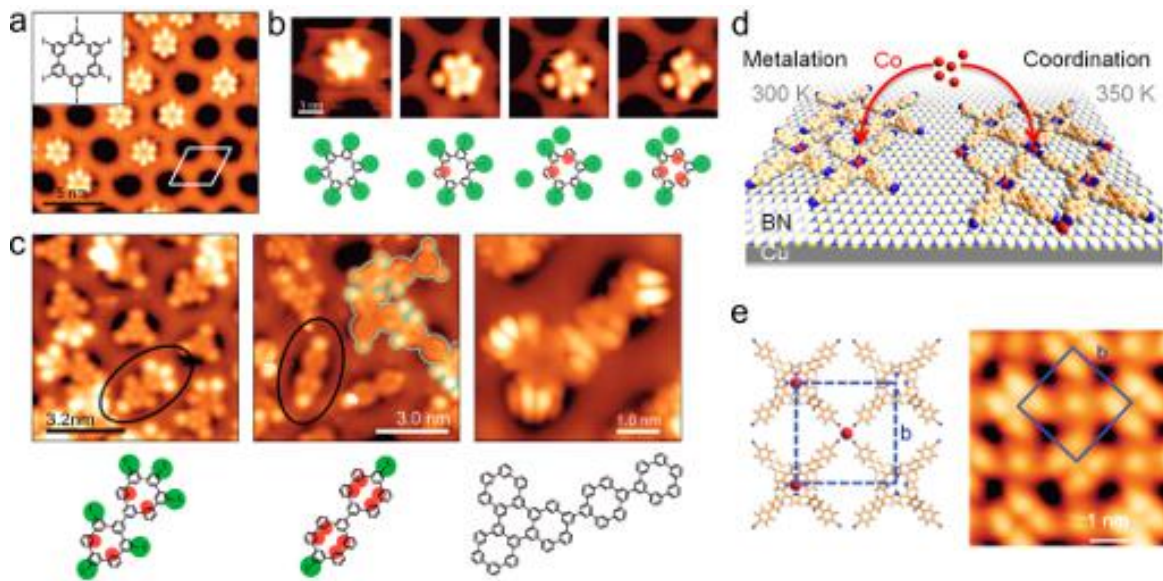 a
5 nm
b
1 nm
c
3.2nm
3.0 nm
1.0 nm
d
Metalation
Co
Coordination
300 K
350 K
BN
Cu
e
b
b
1 nm